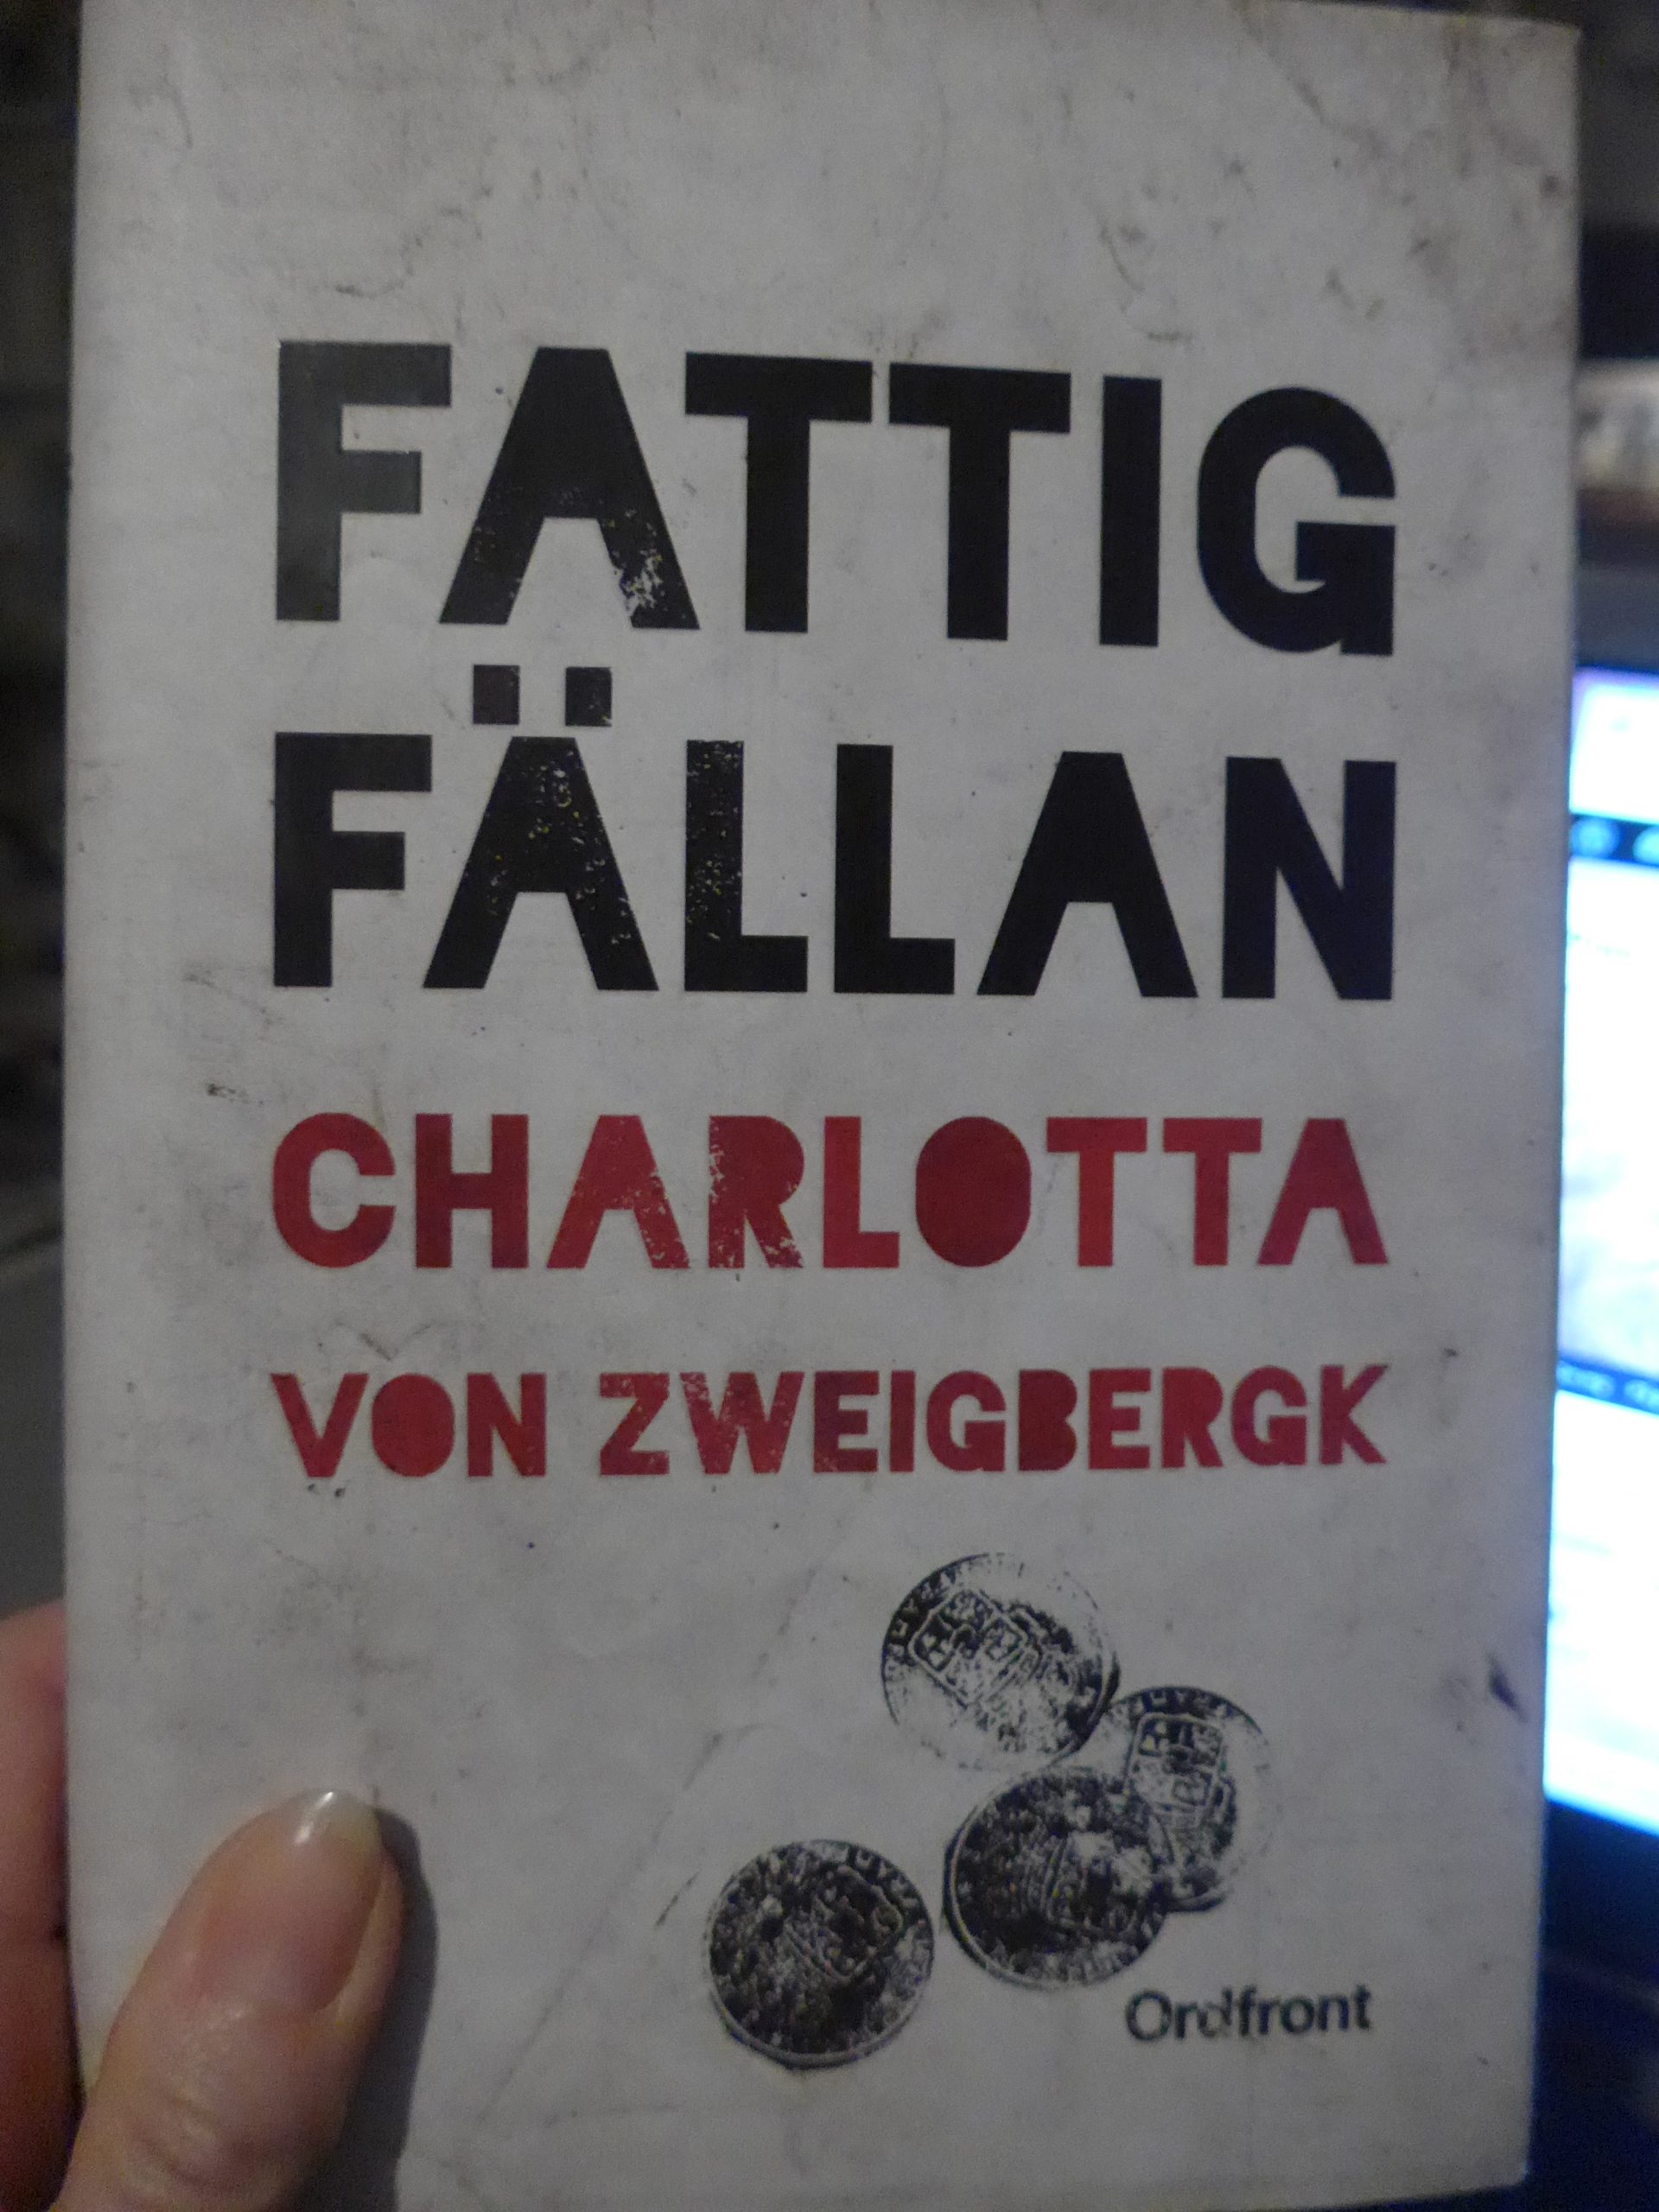 FATTIG
FÄLLAN
CHARLOTTA
VON ZWEIGBERGK
Ordfront